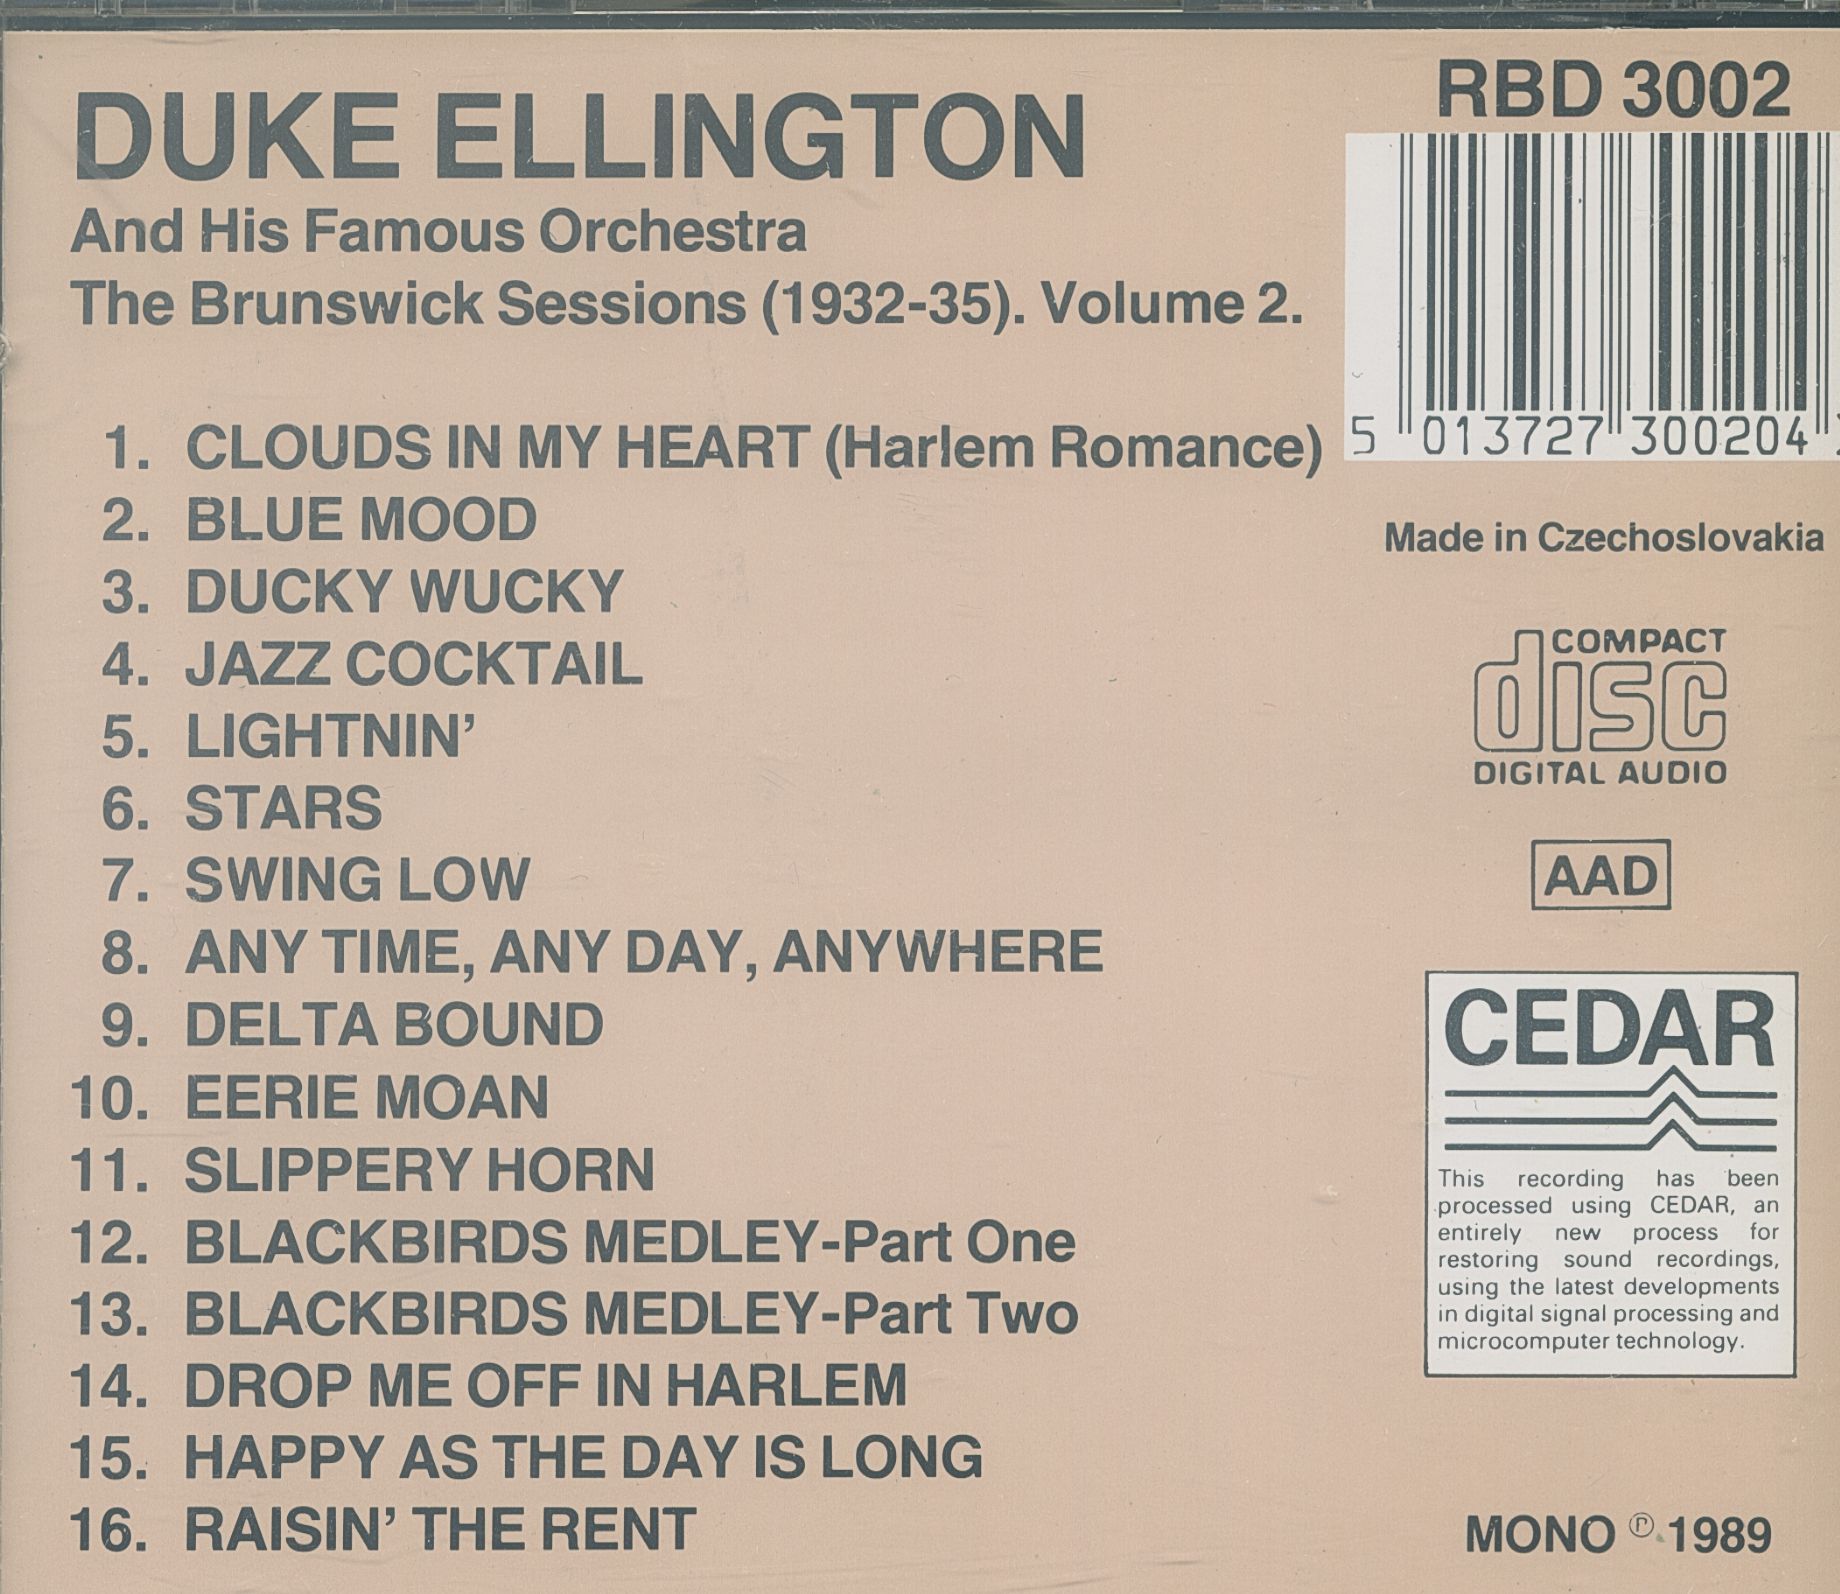 DUKE ELLINGTON
And His Famous Orchestra
The Brunswick Sessions (1932-35). Volume 2.
1. CLOUDS IN MY HEART (Harlem Romance)
2. BLUE MOOD
3. DUCKY WUCKY
4. JAZZ COCKTAIL
5. LIGHTNIN’
6. STARS
7. SWING LOW
8. ANY TIME, ANY DAY, ANYWHERE
9. DELTA BOUND
10. EERIE MOAN
11. SLIPPERY HORN
12. BLACKBIRDS MEDLEY-Part One
13. BLACKBIRDS MEDLEY-Part Two
14. DROP ME OFF IN HARLEM
15. HAPPY AS THE DAY IS LONG
16. RAISIN’ THE RENT
RBD 3002
5 013727 300204
Made in Czechoslovakia
COMPACT
disc
DIGITAL AUDIO
AAD
CEDAR
This recording has been
processed using CEDAR, an
entirely new process for
restoring sound recordings,
using the latest developments
in digital signal processing and
microcomputer technology.
MONO ℗ 1989